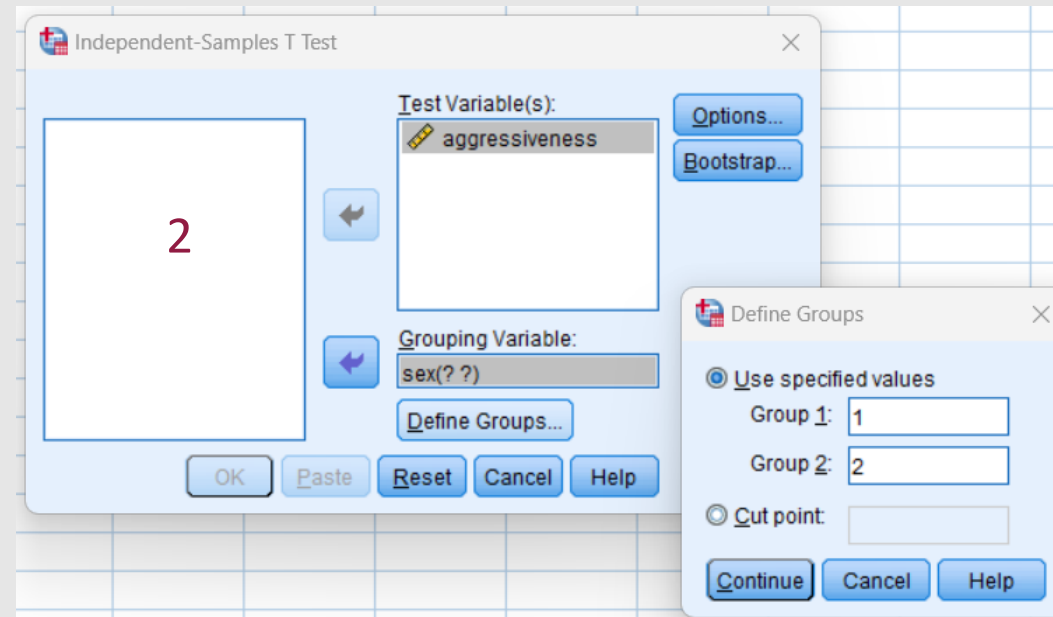 Independent-Samples T Test
Test Variable(s):
aggressiveness
Options...
Bootstrap...
2
Grouping Variable:
sex(? ?)
Define Groups...
OK
Paste
Reset
Cancel
Help
Define Groups
Use specified values
Group 1: 1
Group 2: 2
Cut point:
Continue
Cancel
Help